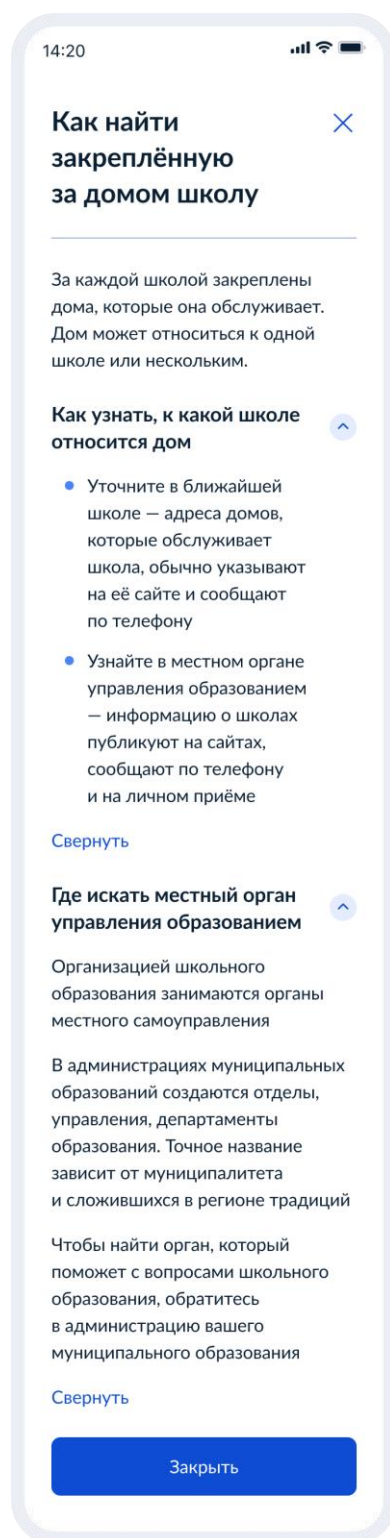 14:20
Как найти
закреплённую
за домом школу
За каждой школой закреплены
дома, которые она обслуживает.
Дом может относиться к одной
школе или нескольким.
Как узнать, к какой школе
относится дом
Уточните в ближайшей
школе — адреса домов,
которые обслуживает
школа, обычно указывают
на её сайте и сообщают
по телефону
Узнайте в местном органе
управления образованием
— информацию о школах
публикуют на сайтах,
сообщают по телефону
и на личном приёме
Свернуть
Где искать местный орган
управления образованием
Организацией школьного
образования занимаются органы
местного самоуправления
В администрациях муниципальных
образований создаются отделы,
управления, департаменты
образования. Точное название
зависит от муниципалитета
и сложившихся в регионе традиций
Чтобы найти орган, который
поможет с вопросами школьного
образования, обратитесь
в администрацию вашего
муниципального образования
Свернуть
Закрыть